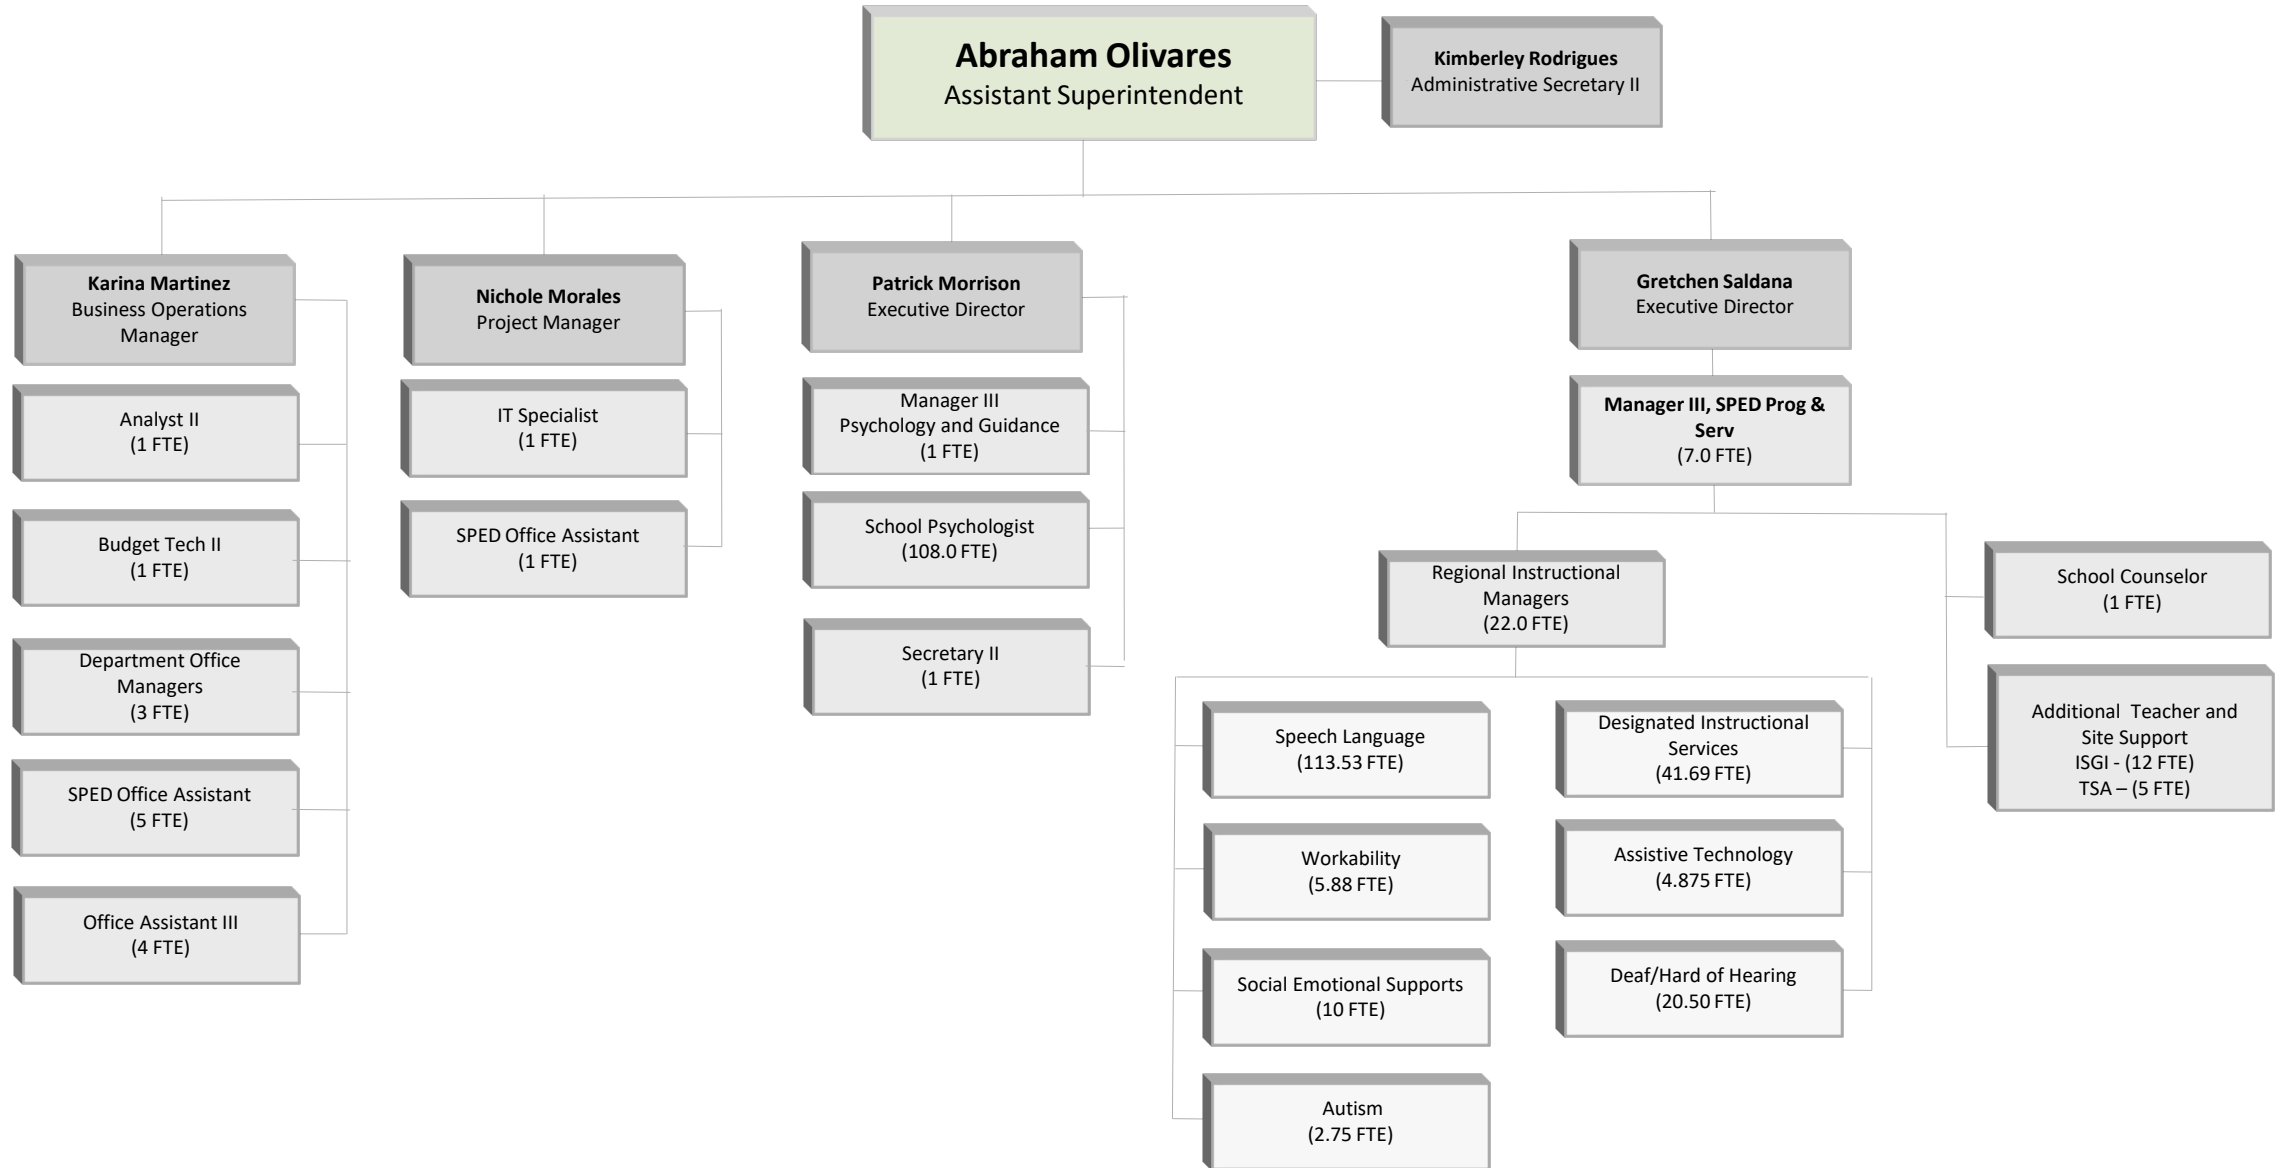 Abraham Olivares
Assistant Superintendent
Kimberley Rodrigues
Administrative Secretary II
Karina Martinez
Business Operations
Manager
Analyst II
(1 FTE)
Budget Tech II
(1 FTE)
Department Office
Managers
(3 FTE)
SPED Office Assistant
(5 FTE)
Office Assistant III
(4 FTE)
Nichole Morales
Project Manager
IT Specialist
(1 FTE)
SPED Office Assistant
(1 FTE)
Patrick Morrison
Executive Director
Manager III
Psychology and Guidance
(1 FTE)
School Psychologist
(108.0 FTE)
Secretary II
(1 FTE)
Gretchen Saldana
Executive Director
Manager III, SPED Prog &
Serv
(7.0 FTE)
Regional Instructional
Managers
(22.0 FTE)
Speech Language
(113.53 FTE)
Workability
(5.88 FTE)
Social Emotional Supports
(10 FTE)
Autism
(2.75 FTE)
Designated Instructional
Services
(41.69 FTE)
Assistive Technology
(4.875 FTE)
Deaf/Hard of Hearing
(20.50 FTE)
School Counselor
(1 FTE)
Additional  Teacher and
Site Support
ISGI - (12 FTE)
TSA – (5 FTE)